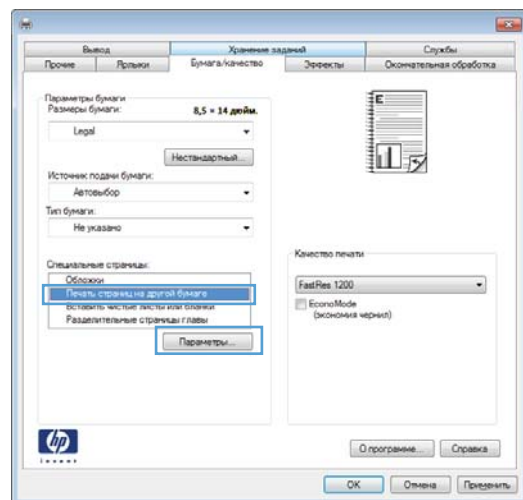 Вывод
Хранение заданий
Службы
Прочие
Ярлыки
Бумага/качество
Эффекты
Окончательная обработка
Параметры бумаги
Размеры бумаги:
8,5 × 14 дюйм.
Legal
Нестандартный...
Источник подачи бумаги:
Автовыбор
Тип бумаги:
Не указано
Специальные страницы:
Обложки
Печать страниц на другой бумаге
Вставить чистые листы или бланки
Разделительные страницы главы
Параметры...
E
Качество печати
FastRes 1200
EconoMode
(экономия чернил)
hp
invent
О программе...
Справка
OK
Отмена
Применить